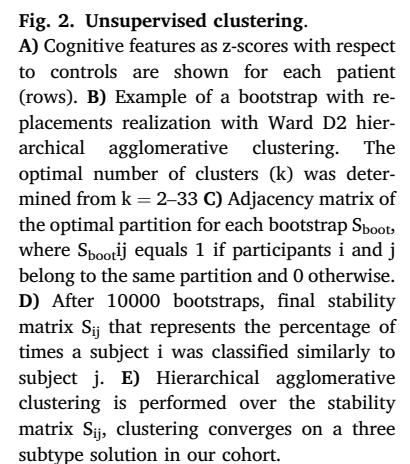 Fig. 2. Unsupervised clustering.
A) Cognitive features as z-scores with respect
to controls are shown for each patient
(rows). B) Example of a bootstrap with re-
placements realization with Ward D2 hier-
archical agglomerative clustering. The
optimal number of clusters (k) was deter-
mined from k = 2–33 C) Adjacency matrix of
the optimal partition for each bootstrap Sboot,
where Sbootij equals 1 if participants i and j
belong to the same partition and 0 otherwise.
D) After 10000 bootstraps, final stability
matrix Sij that represents the percentage of
times a subject i was classified similarly to
subject j. E) Hierarchical agglomerative
clustering is performed over the stability
matrix Sij, clustering converges on a three
subtype solution in our cohort.